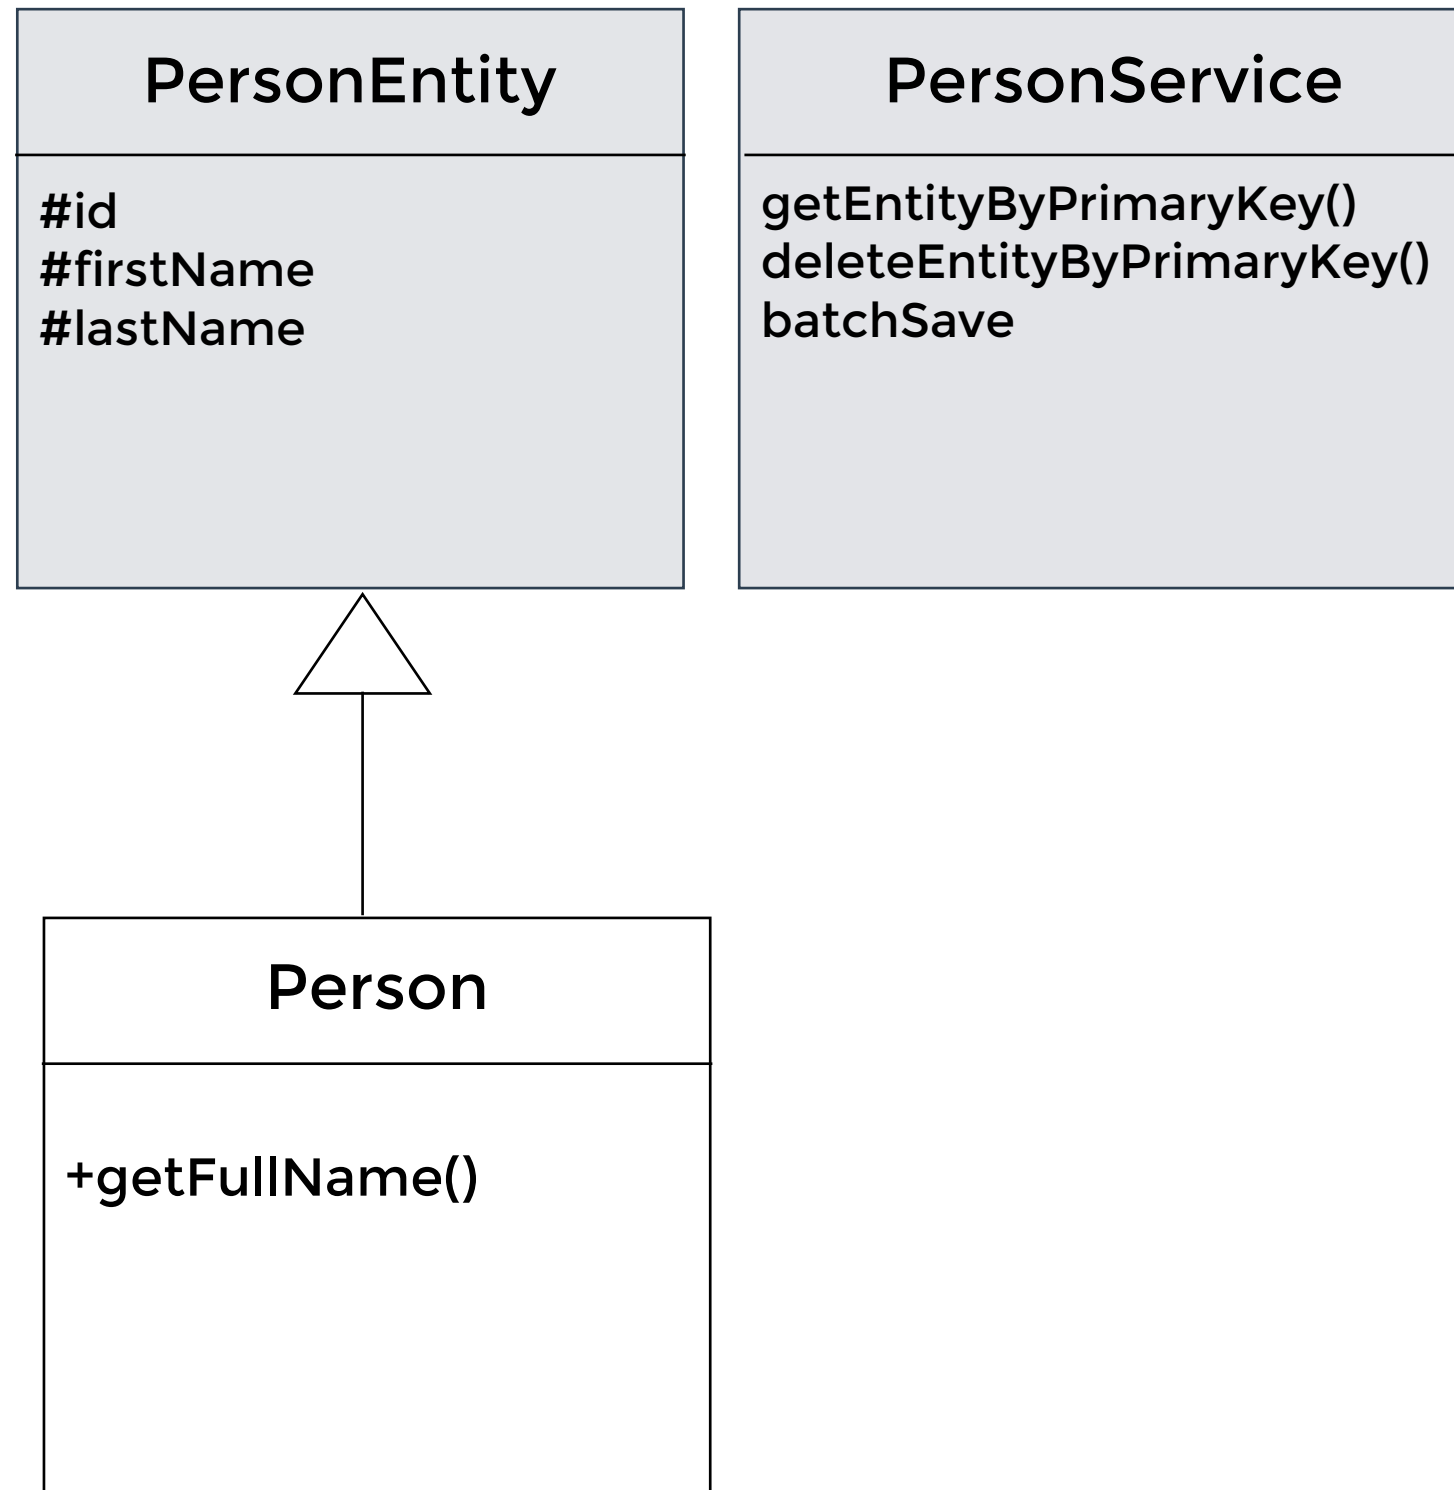 PersonEntity
#id
#firstName
#lastName
PersonService
getEntityByPrimaryKey()
deleteEntityByPrimaryKey()
batchSave
Person
+getFullName()